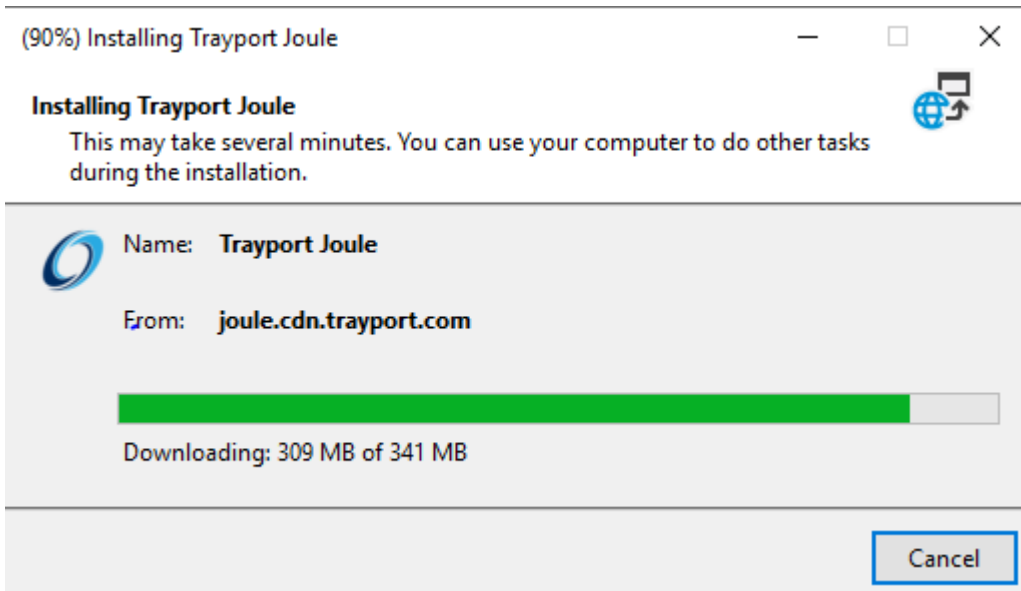 (90%) Installing Trayport Joule
Installing Trayport Joule
This may take several minutes. You can use your computer to do other tasks
during the installation.
Name: Trayport Joule
From: joule.cdn.trayport.com
Downloading: 309 MB of 341 MB
Cancel